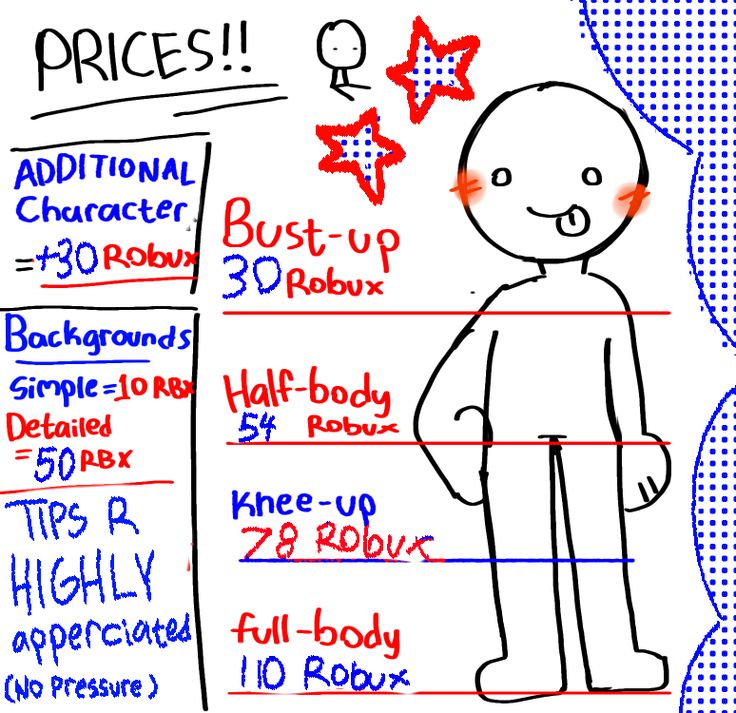 PRICES!!
ADDITIONAL
Character
=+30 Robux
Backgrounds
Simple=10 RBX
Detailed
=50 RBX
TIPS R
HIGHLY
apperciated
(No Pressure)
Bust-up
30 Robux
Half-body
54 Robux
Knee-up
78 Robux
full-body
110 Robux